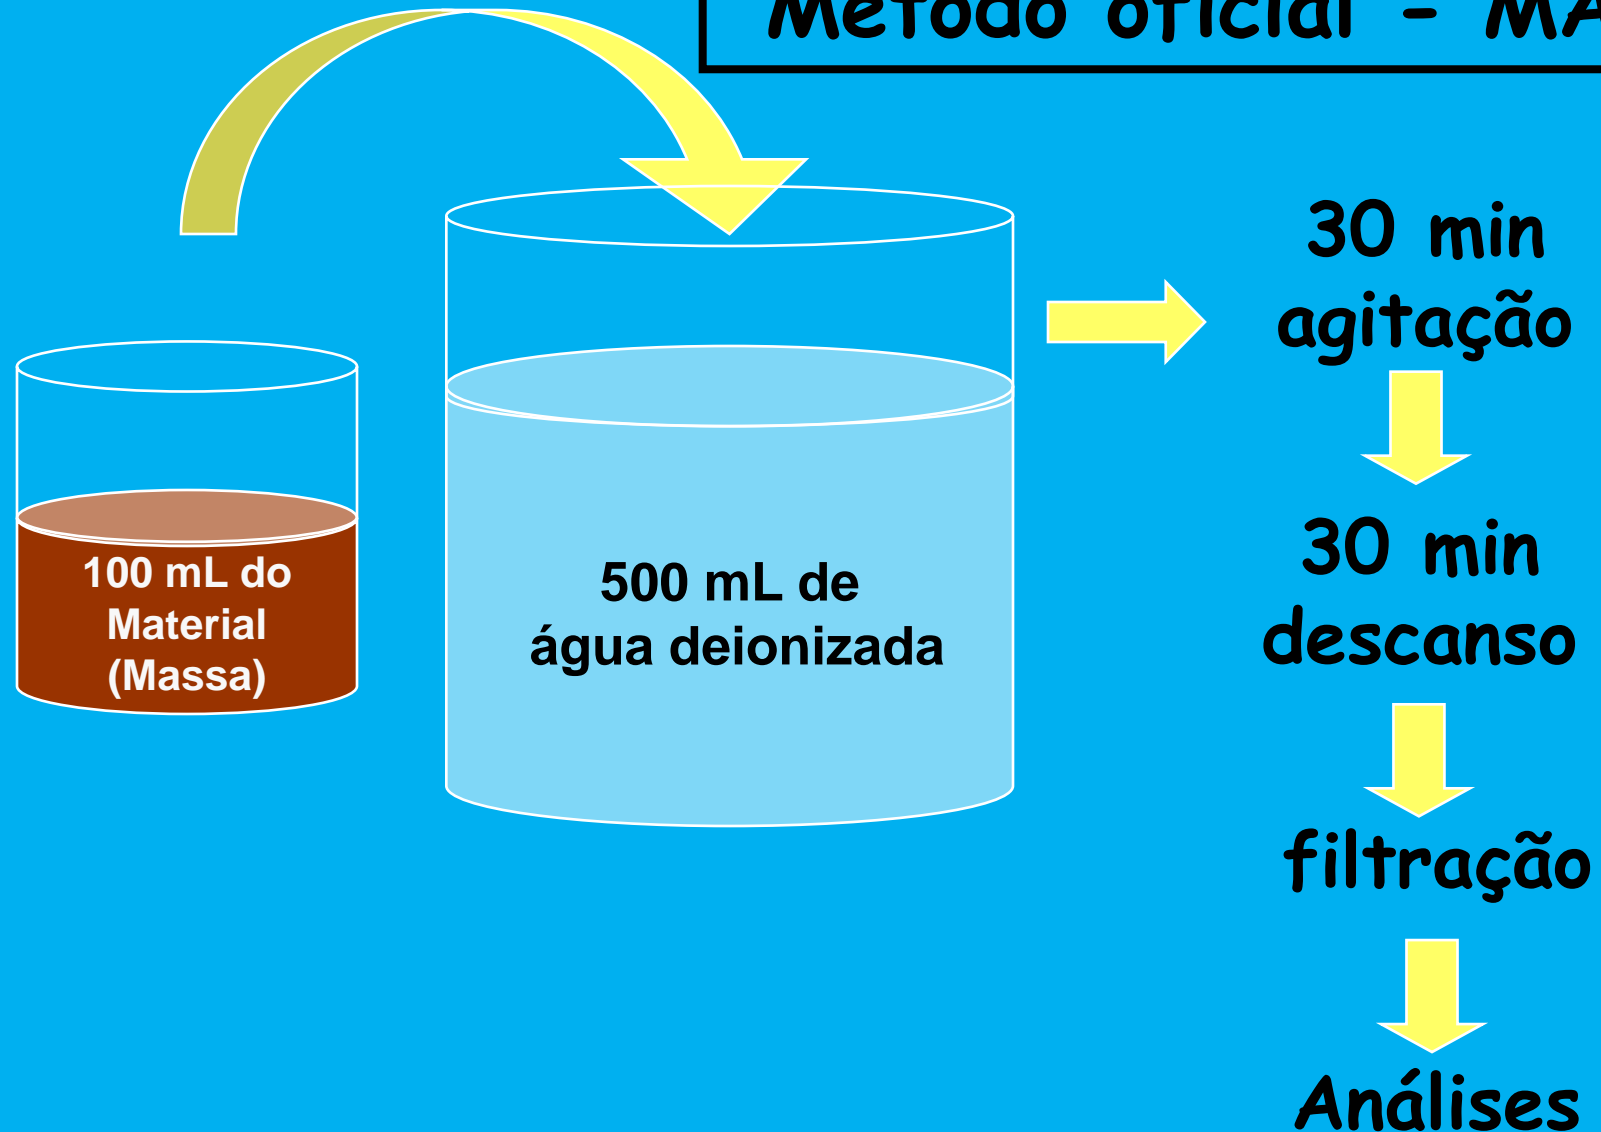 Método oficial - MA
100 mL do
Material
(Massa)
500 mL de
água deionizada
30 min
agitação
30 min
descanso
filtração
Análises